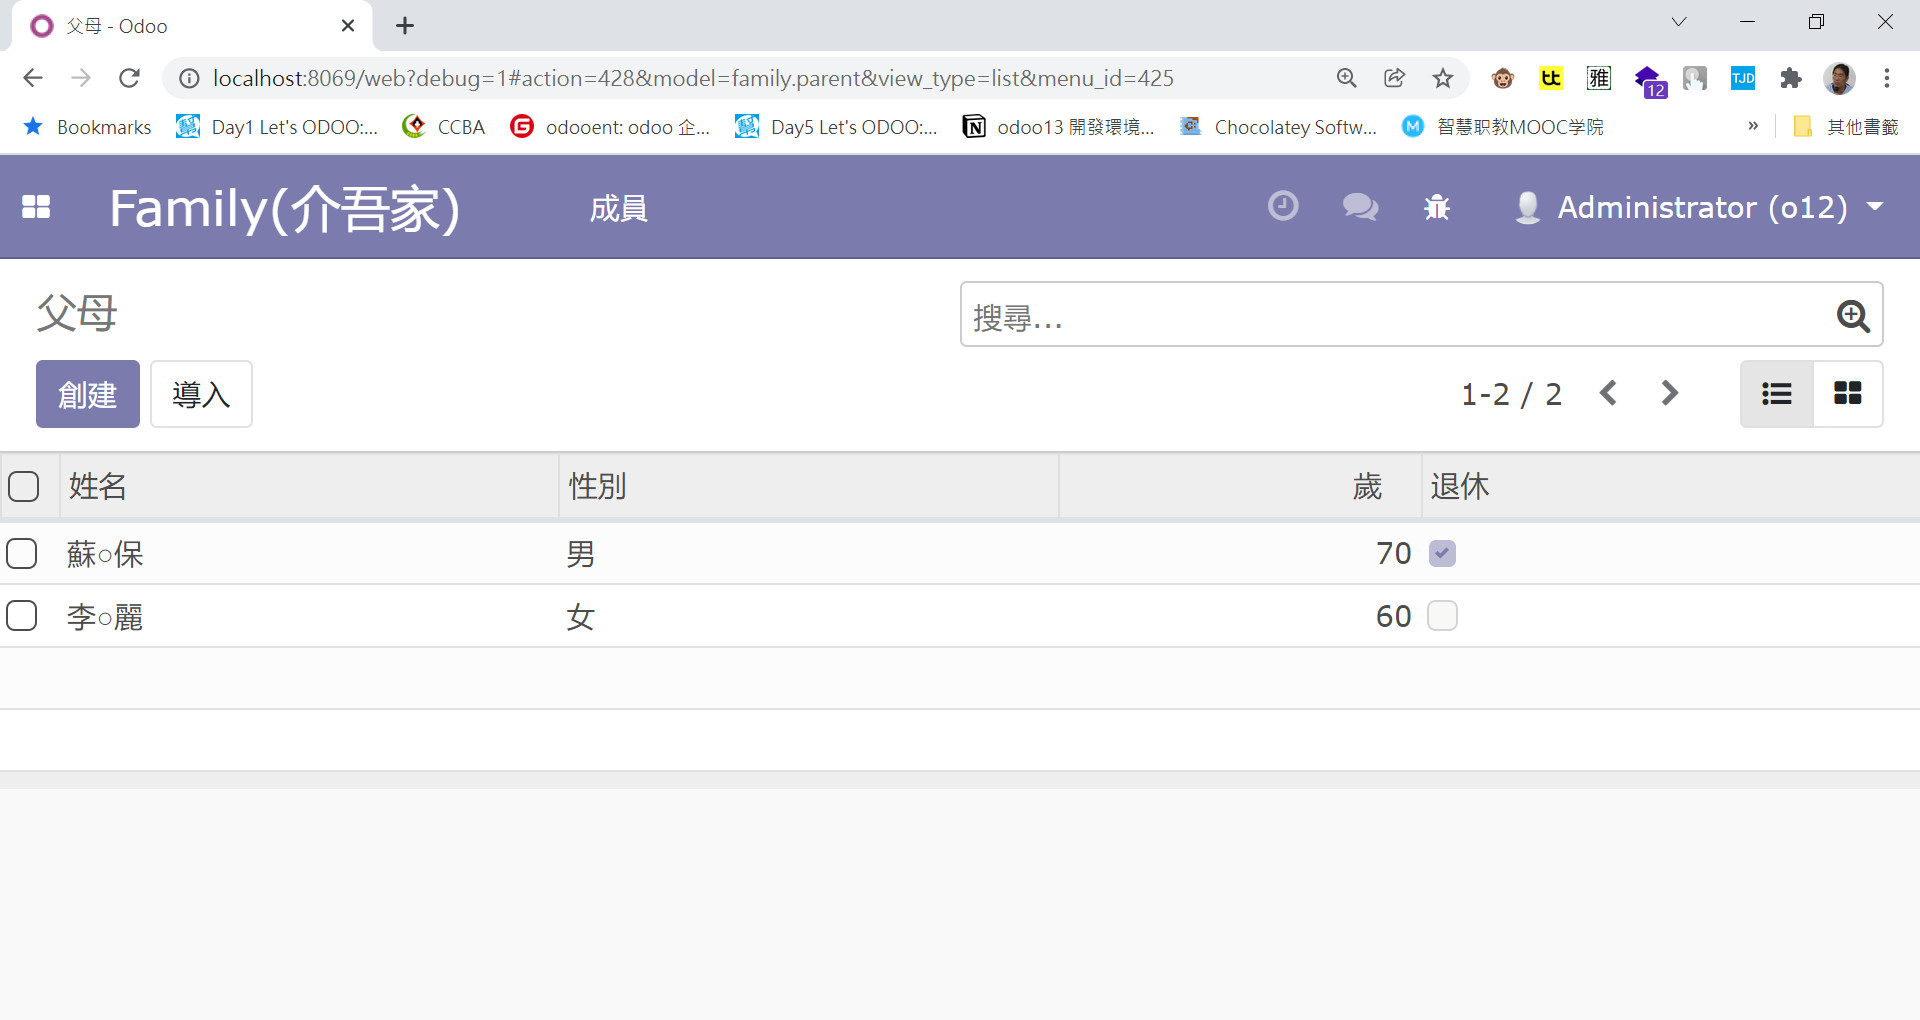 父母 - Odoo
localhost:8069/web?debug=1#action=428&model=family.parent&view_type=list&menu_id=425
tt 雅 12 TJD
Bookmarks Day1 Let's ODOO:... CCBA odooent: odoo 企... Day5 Let's ODOO:... odoo13 開發環境... Chocolatey Softw... M 智慧职教MOOC学院 » 其他書籤
Family(介吾家) 成員 Administrator (o12)
父母 搜尋...
創建 導入 1-2 / 2
姓名 性別 歲 退休
蘇○保 男 70
李○麗 女 60